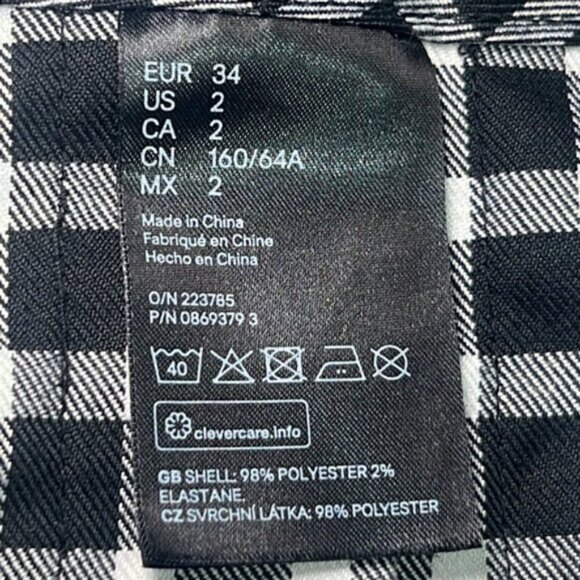 EUR 34
US 2
CA 2
CN 160/64A
MX 2
Made in China
Fabriqué en Chine
Hecho en China
O/N 223785
P/N 0869379 3
40
clevercare.info
GB SHELL: 98% POLYESTER 2%
ELASTANE.
CZ SVRCHNÍ LÁTKA: 98% POLYESTER